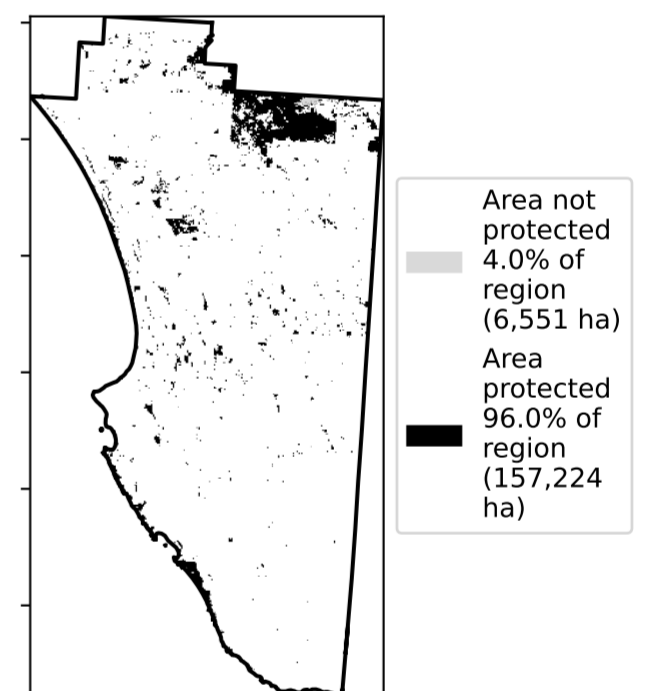 Area not
protected
4.0% of
region
(6,551 ha)
Area
protected
96.0% of
region
(157,224
ha)